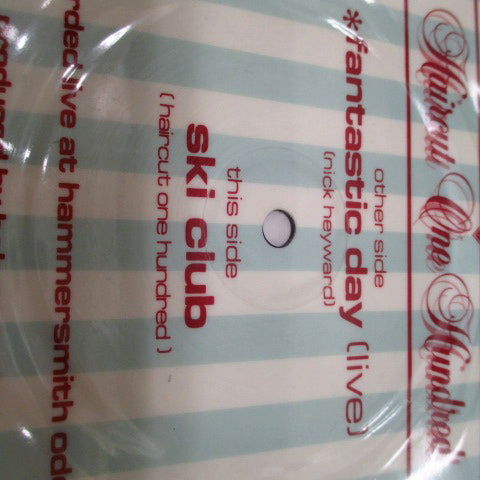 Haircut One Hundred
other side
*fantastic day (live)
(nick heyward)
this side
ski club
(haircut one hundred)
live at hammersmith